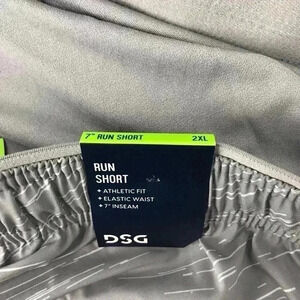 7" RUN SHORT 2XL
RUN
SHORT
+ ATHLETIC FIT
+ ELASTIC WAIST
+ 7" INSEAM
DSG